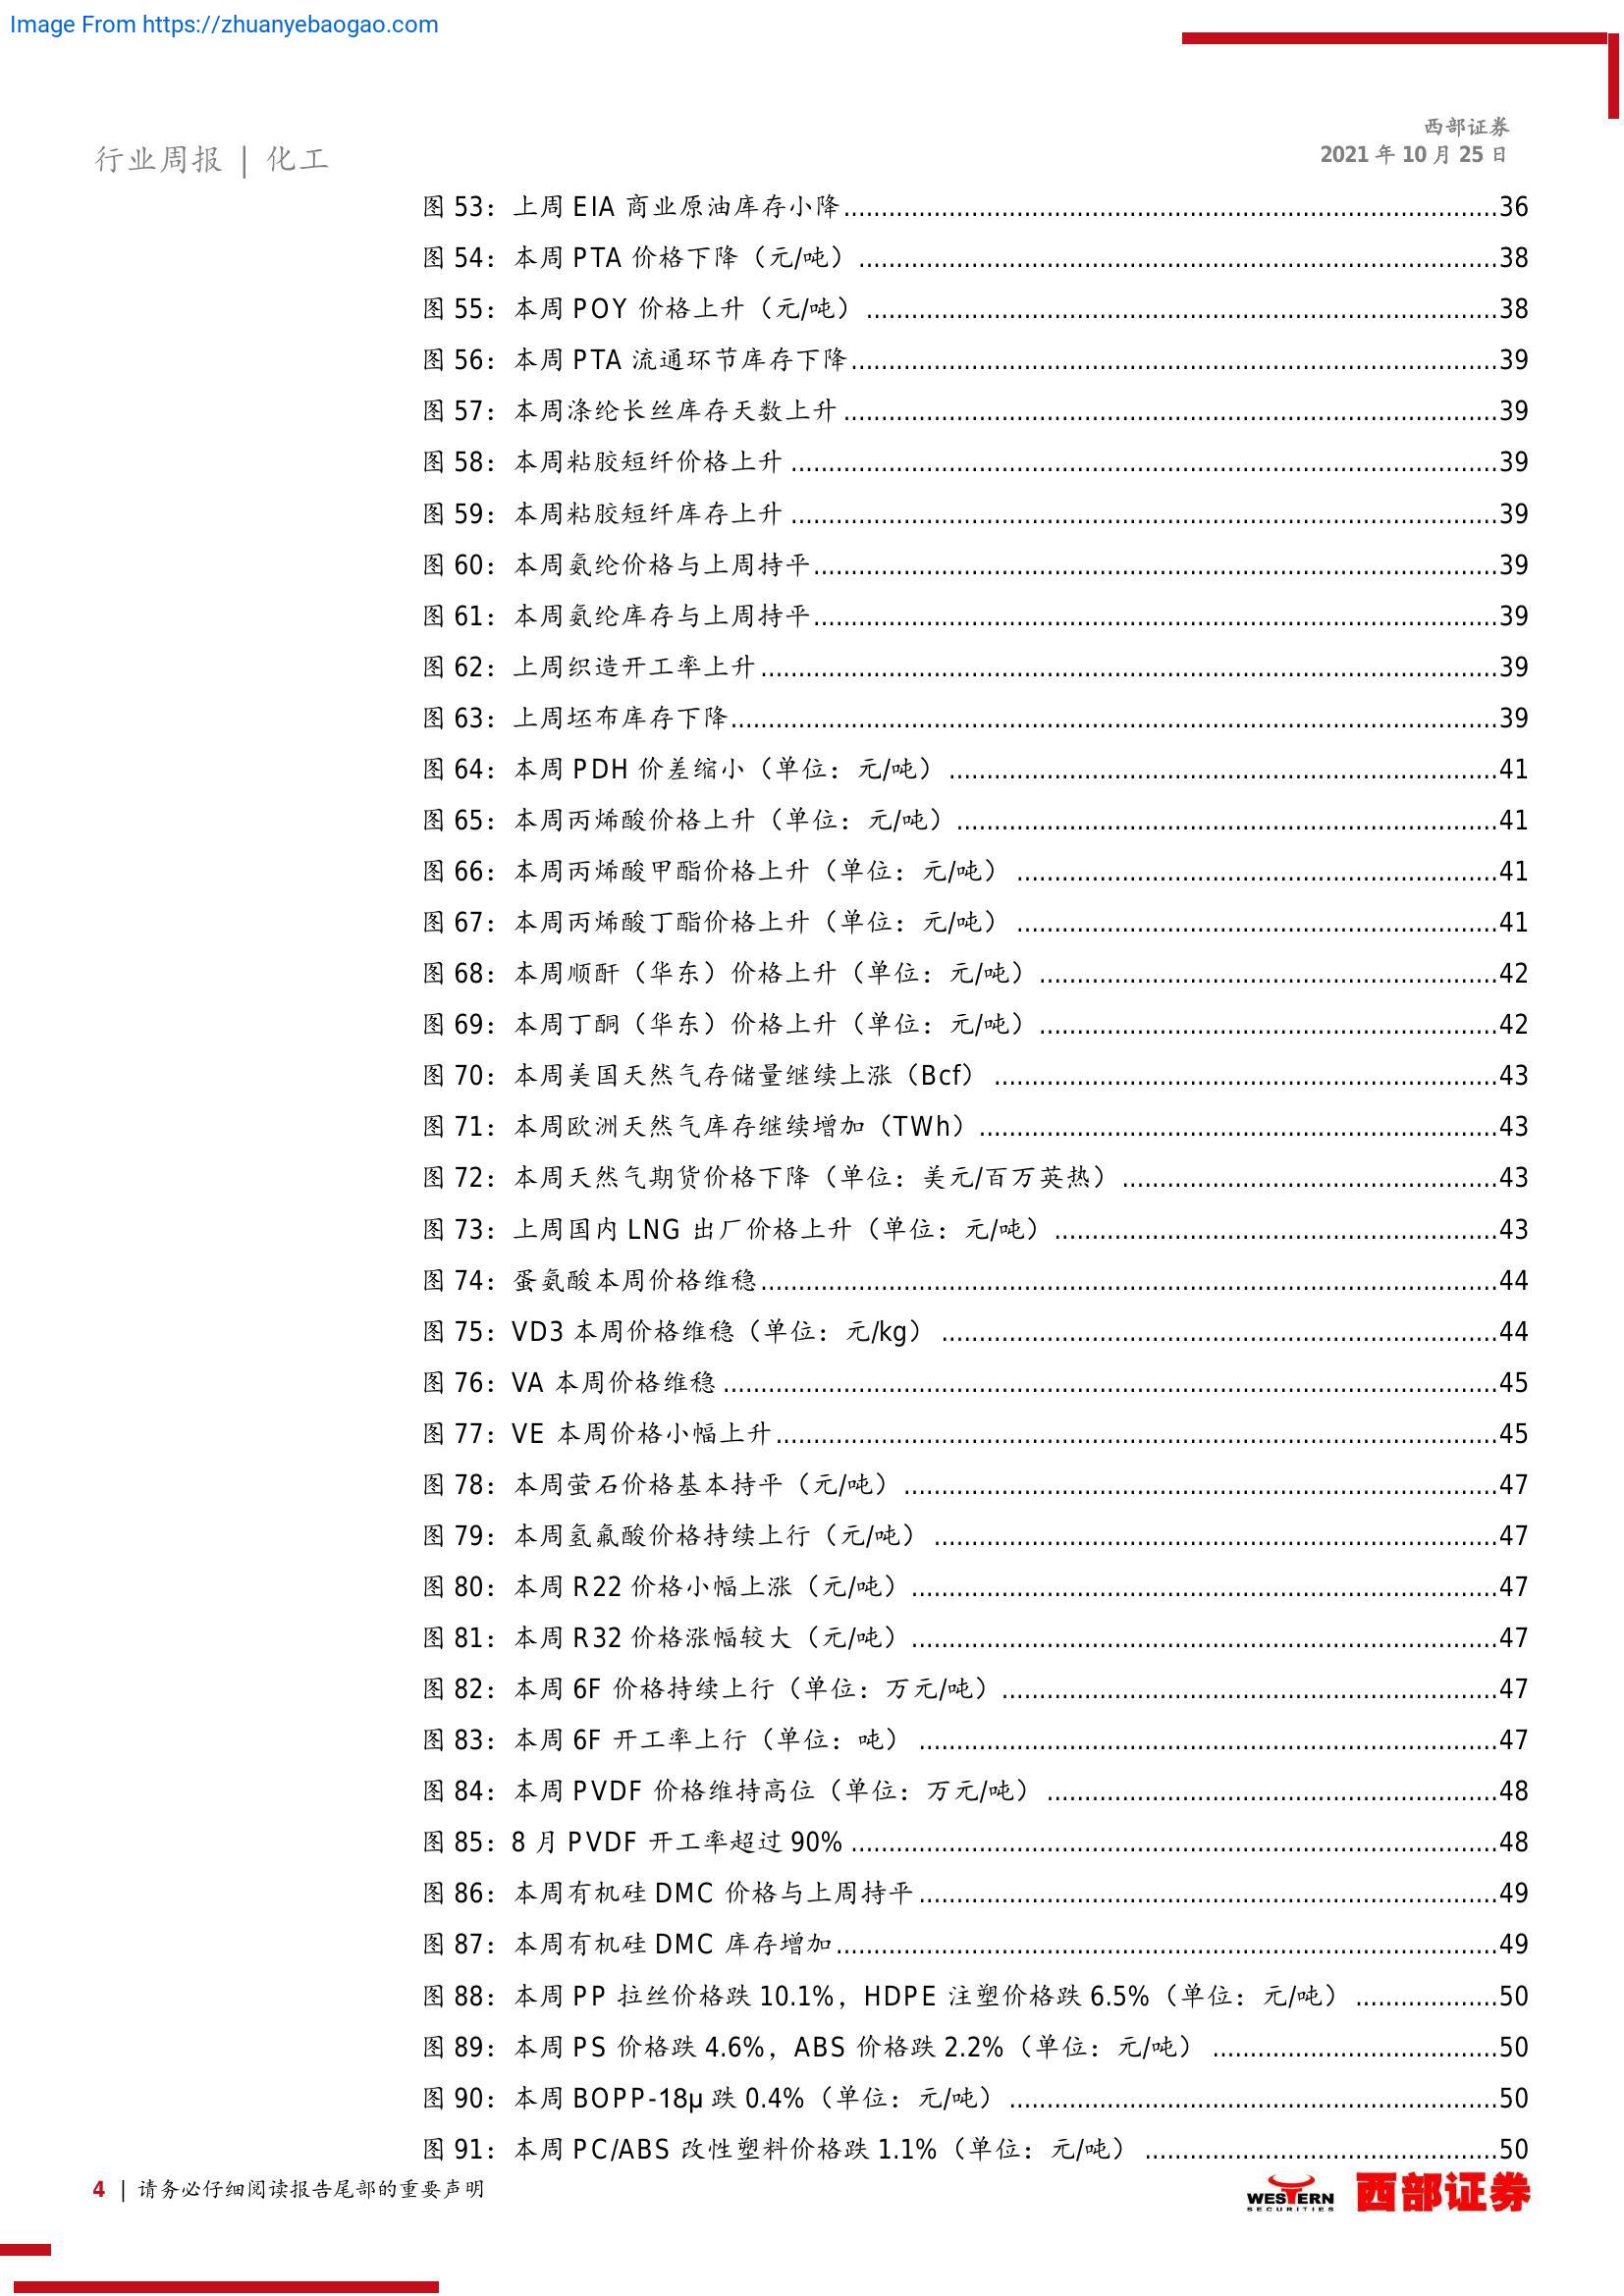 Image From https://zhuanyebaogao.com
西部证券
行业周报 | 化工
2021 年 10 月 25 日
图 53：上周 EIA 商业原油库存小降 36
图 54：本周 PTA 价格下降（元/吨） 38
图 55：本周 POY 价格上升（元/吨） 38
图 56：本周 PTA 流通环节库存下降 39
图 57：本周涤纶长丝库存天数上升 39
图 58：本周粘胶短纤价格上升 39
图 59：本周粘胶短纤库存上升 39
图 60：本周氨纶价格与上周持平 39
图 61：本周氨纶库存与上周持平 39
图 62：上周织造开工率上升 39
图 63：上周坯布库存下降 39
图 64：本周 PDH 价差缩小（单位：元/吨） 41
图 65：本周丙烯酸价格上升（单位：元/吨） 41
图 66：本周丙烯酸甲酯价格上升（单位：元/吨） 41
图 67：本周丙烯酸丁酯价格上升（单位：元/吨） 41
图 68：本周顺酐（华东）价格上升（单位：元/吨） 42
图 69：本周丁酮（华东）价格上升（单位：元/吨） 42
图 70：本周美国天然气存储量继续上涨（Bcf） 43
图 71：本周欧洲天然气库存继续增加（TWh） 43
图 72：本周天然气期货价格下降（单位：美元/百万英热） 43
图 73：上周国内 LNG 出厂价格上升（单位：元/吨） 43
图 74：蛋氨酸本周价格维稳 44
图 75：VD3 本周价格维稳（单位：元/kg） 44
图 76：VA 本周价格维稳 45
图 77：VE 本周价格小幅上升 45
图 78：本周萤石价格基本持平（元/吨） 47
图 79：本周氢氟酸价格持续上行（元/吨） 47
图 80：本周 R22 价格小幅上涨（元/吨） 47
图 81：本周 R32 价格涨幅较大（元/吨） 47
图 82：本周 6F 价格持续上行（单位：万元/吨） 47
图 83：本周 6F 开工率上行（单位：吨） 47
图 84：本周 PVDF 价格维持高位（单位：万元/吨） 48
图 85：8 月 PVDF 开工率超过 90% 48
图 86：本周有机硅 DMC 价格与上周持平 49
图 87：本周有机硅 DMC 库存增加 49
图 88：本周 PP 拉丝价格跌 10.1%，HDPE 注塑价格跌 6.5%（单位：元/吨） 50
图 89：本周 PS 价格跌 4.6%，ABS 价格跌 2.2%（单位：元/吨） 50
图 90：本周 BOPP-18μ 跌 0.4%（单位：元/吨） 50
图 91：本周 PC/ABS 改性塑料价格跌 1.1%（单位：元/吨） 50
4 | 请务必仔细阅读报告尾部的重要声明
WESTERN
SECURITIES
西部证券